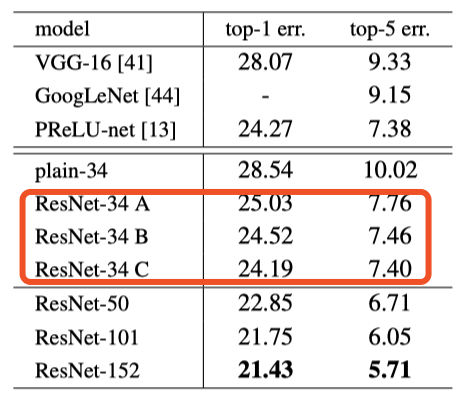 model top-1 err. top-5 err.
VGG-16 [41] 28.07 9.33
GoogLeNet [44] - 9.15
PReLU-net [13] 24.27 7.38
plain-34 28.54 10.02
ResNet-34 A 25.03 7.76
ResNet-34 B 24.52 7.46
ResNet-34 C 24.19 7.40
ResNet-50 22.85 6.71
ResNet-101 21.75 6.05
ResNet-152 21.43 5.71